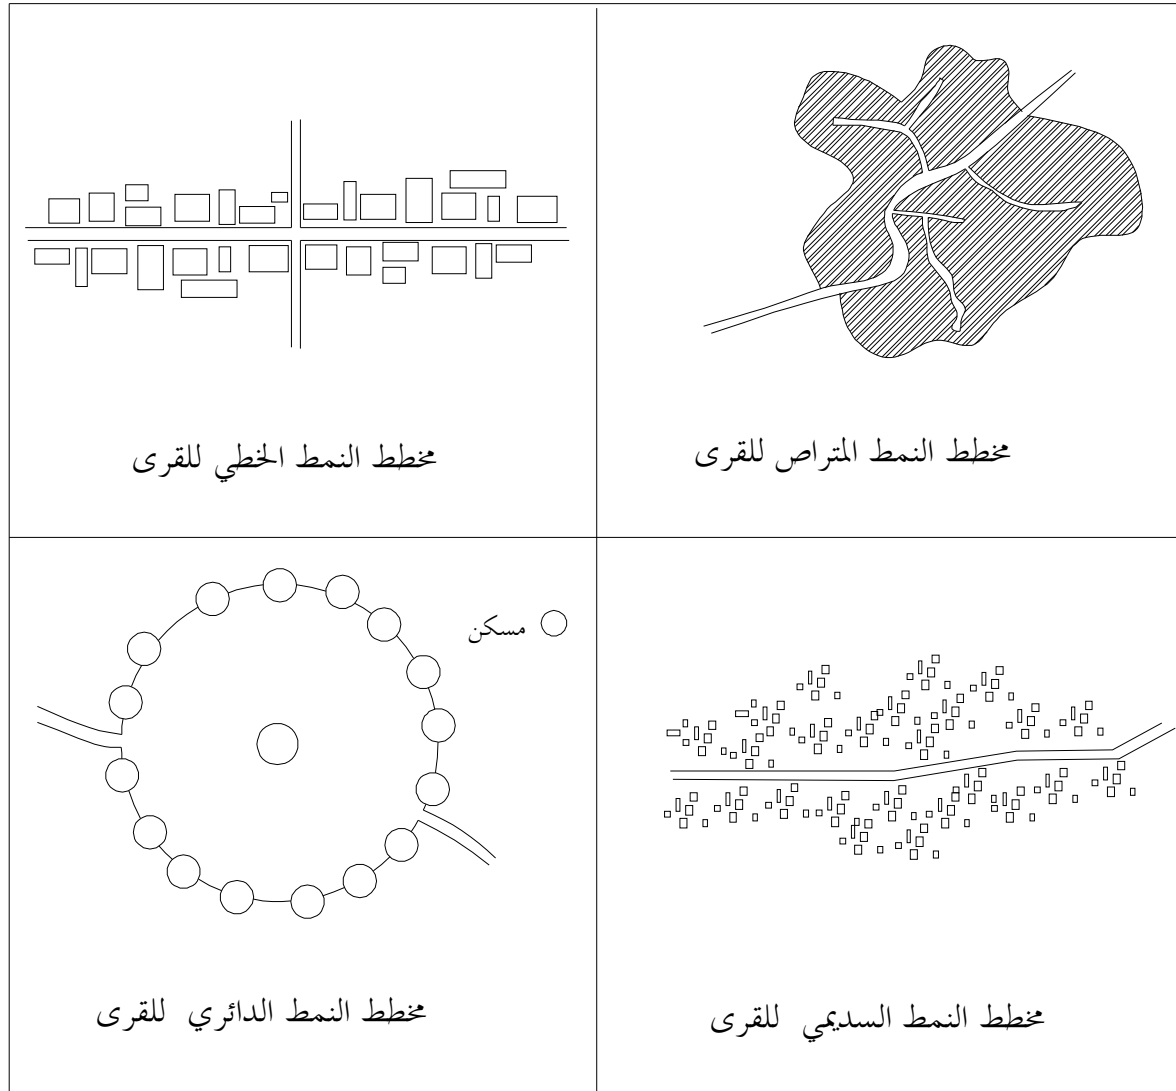 مخطط النمط المتراص للقرى
مخطط النمط الخطي للقرى
مسكن
مخطط النمط السديمي للقرى
مخطط النمط الدائري للقرى